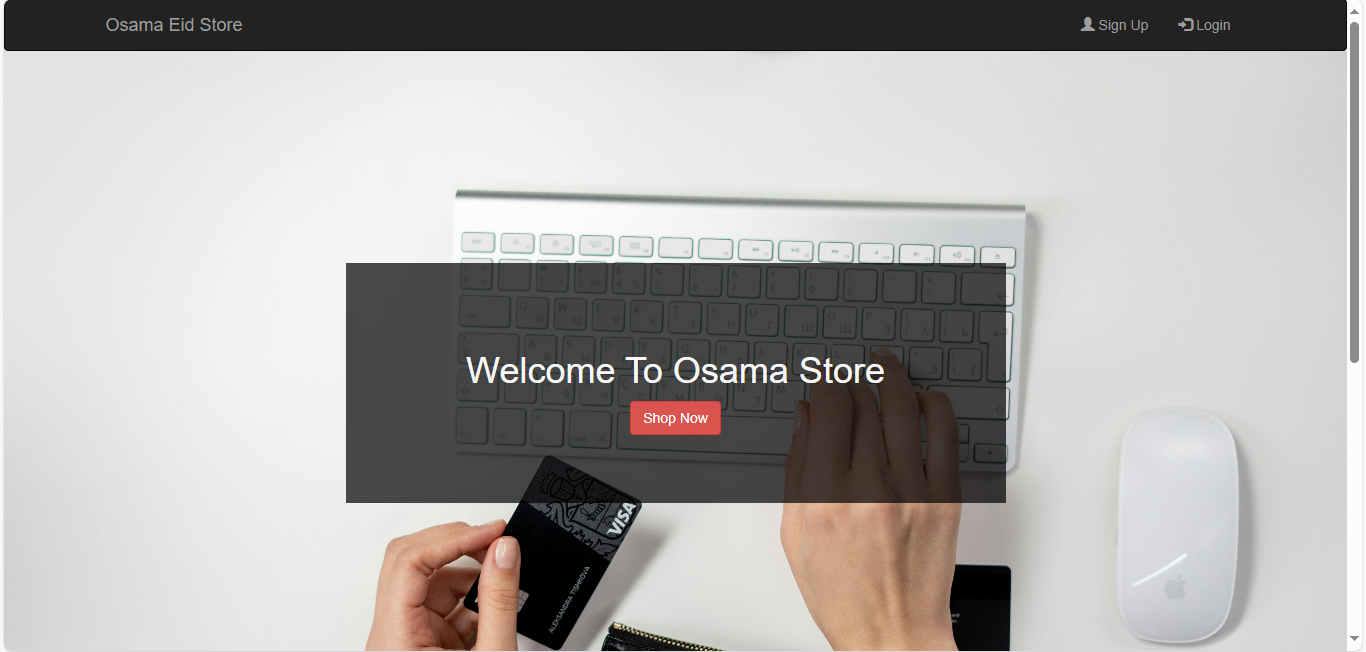 Osama Eid Store
Sign Up
Login
Welcome To Osama Store
Shop Now
VISA
ALEKSANDRA TISHKOVA